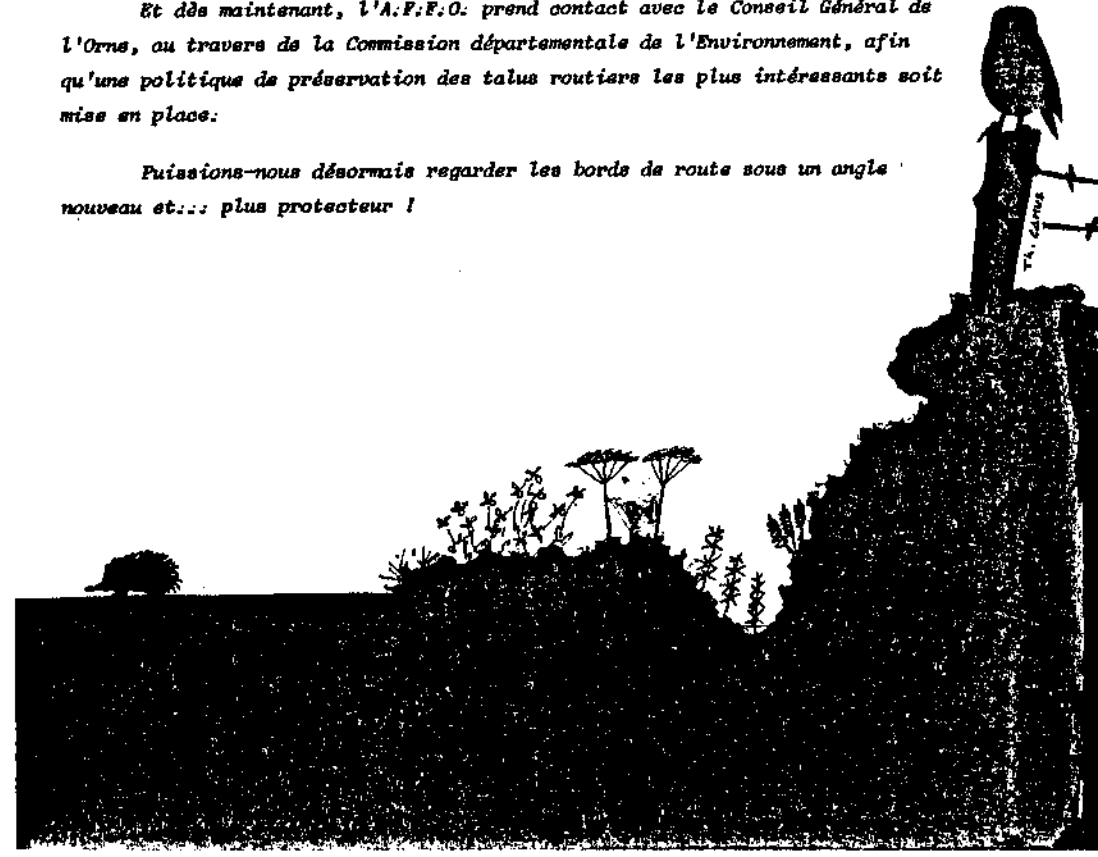 Et dès maintenant, l'A.F.F.O. prend contact avec le Conseil Général de
l'Orne, au travers de la Commission départementale de l'Environnement, afin
qu'une politique de préservation des talus routiers les plus intéressants soit
mise en place.
Puissions-nous désormais regarder les bords de route sous un angle
nouveau et... plus protecteur !